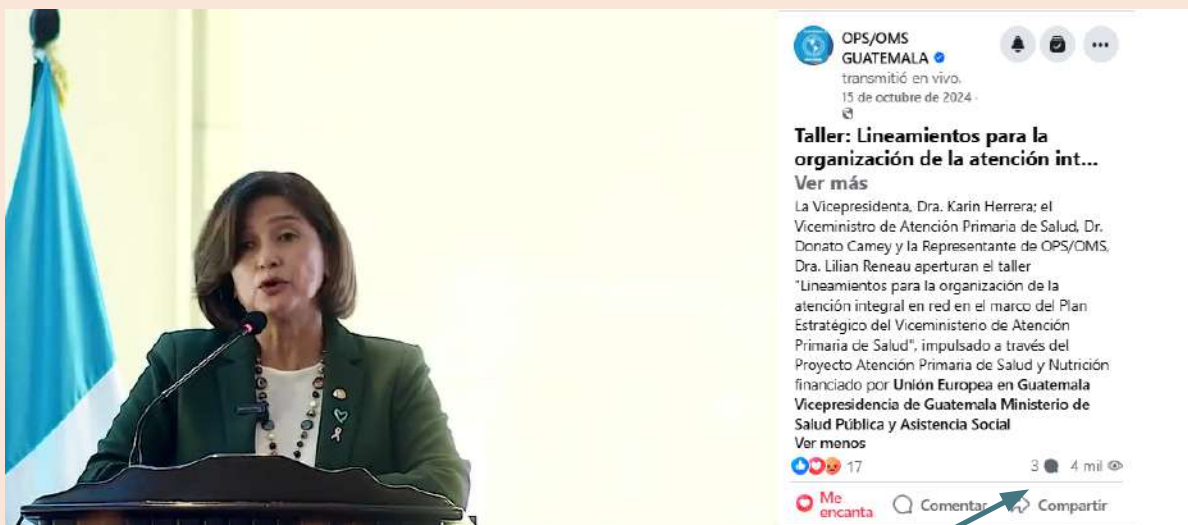 OPS/OMS
GUATEMALA
transmitió en vivo.
15 de octubre de 2024 ·
Taller: Lineamientos para la
organización de la atención int...
Ver más
La Vicepresidenta, Dra. Karin Herrera; el
Viceministro de Atención Primaria de Salud, Dr.
Donato Camey y la Representante de OPS/OMS,
Dra. Lilian Reneau aperturan el taller
"Lineamientos para la organización de la
atención integral en red en el marco del Plan
Estratégico del Viceministerio de Atención
Primaria de Salud", impulsado a través del
Proyecto Atención Primaria de Salud y Nutrición
financiado por Unión Europea en Guatemala
Vicepresidencia de Guatemala Ministerio de
Salud Pública y Asistencia Social
Ver menos
17
3
4 mil
Me
encanta
Comentar
Compartir